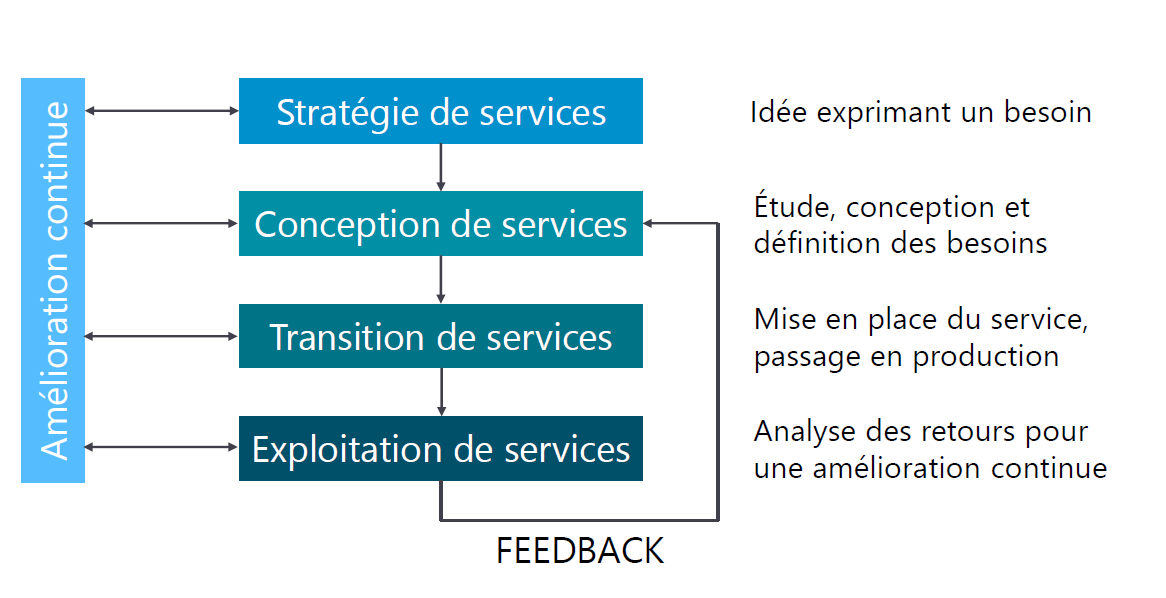 Amélioration continue
Stratégie de services
Idée exprimant un besoin
Conception de services
Étude, conception et
définition des besoins
Transition de services
Mise en place du service,
passage en production
Exploitation de services
Analyse des retours pour
une amélioration continue
FEEDBACK